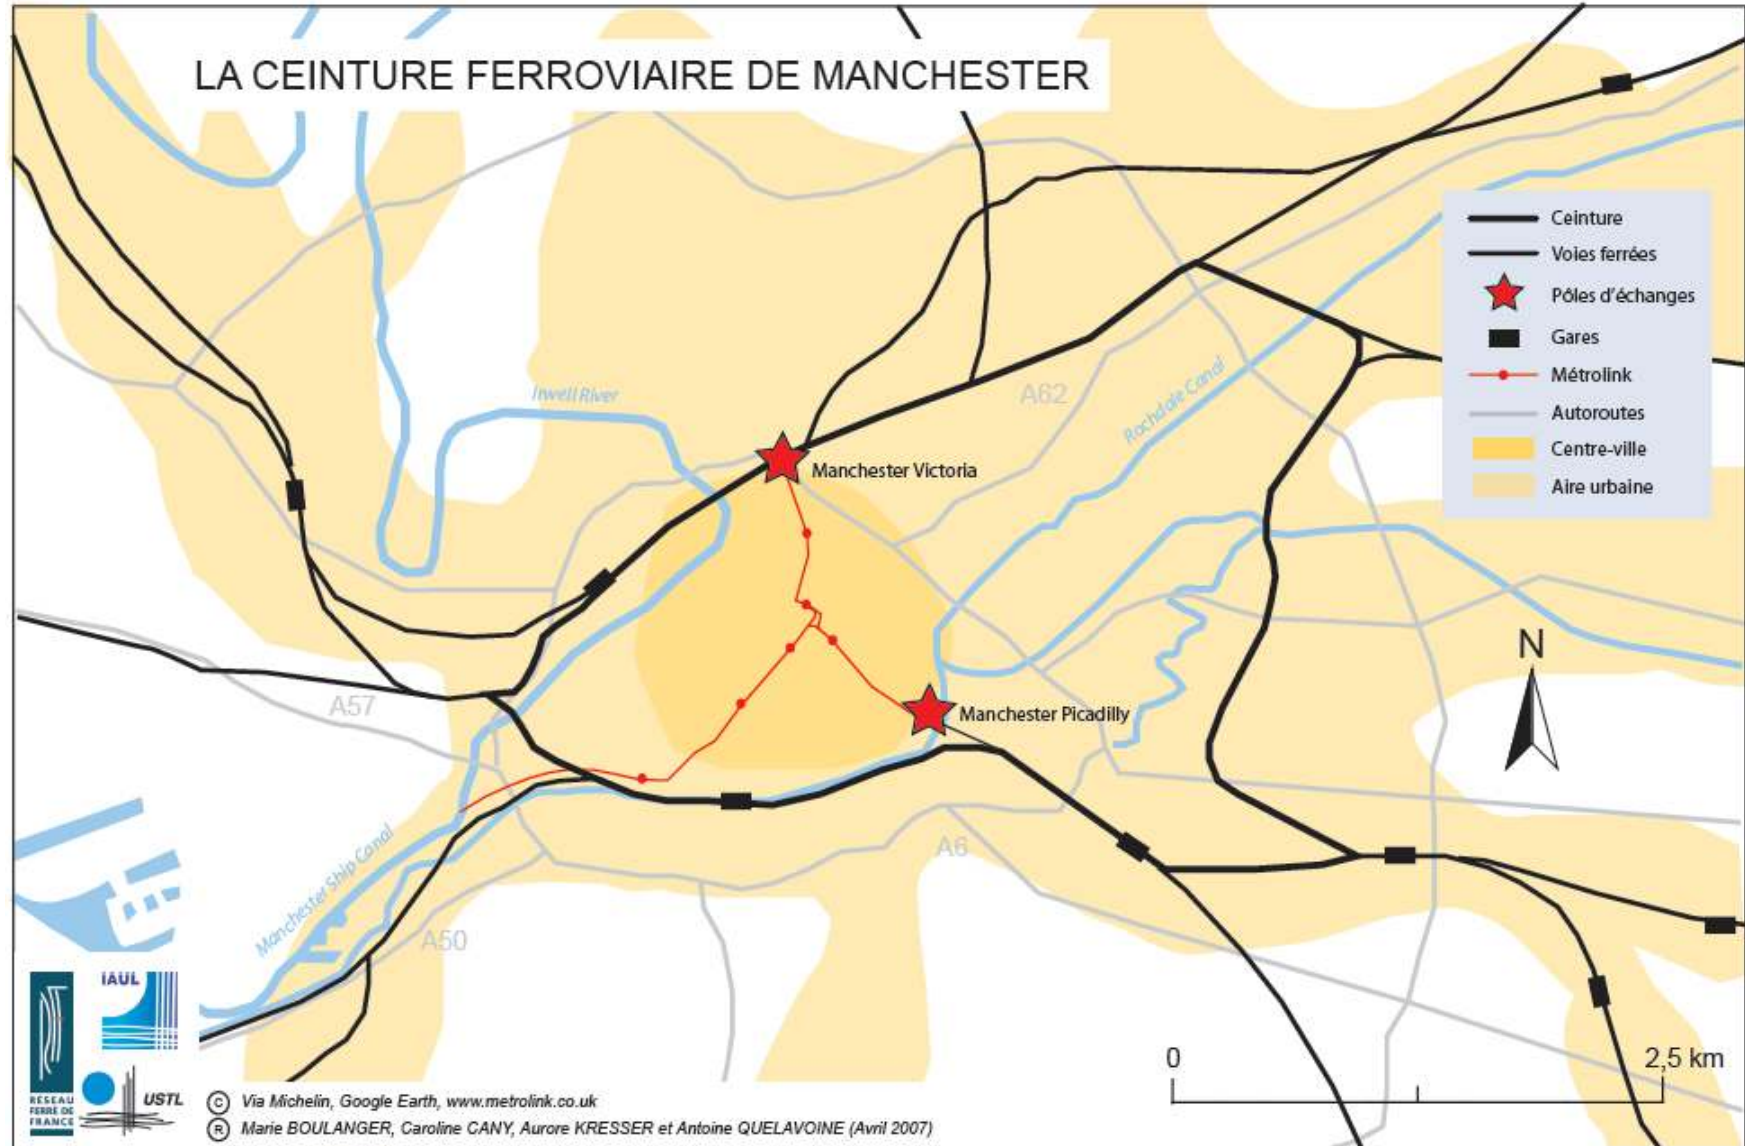 LA CEINTURE FERROVIAIRE DE MANCHESTER
Ceinture
Voies ferrées
Pôles d'échanges
Gares
Métrolink
Autoroutes
Centre-ville
Aire urbaine
Irwell River
A62
Rochdale Canal
Manchester Victoria
N
A57
Manchester Picadilly
A6
Manchester Ship Canal
A50
0
2,5 km
IAUL
RESEAU
FERRE DE
FRANCE
USTL
© Via Michelin, Google Earth, www.metrolink.co.uk
® Marie BOULANGER, Caroline CANY, Aurore KRESSER et Antoine QUELAVOINE (Avril 2007)